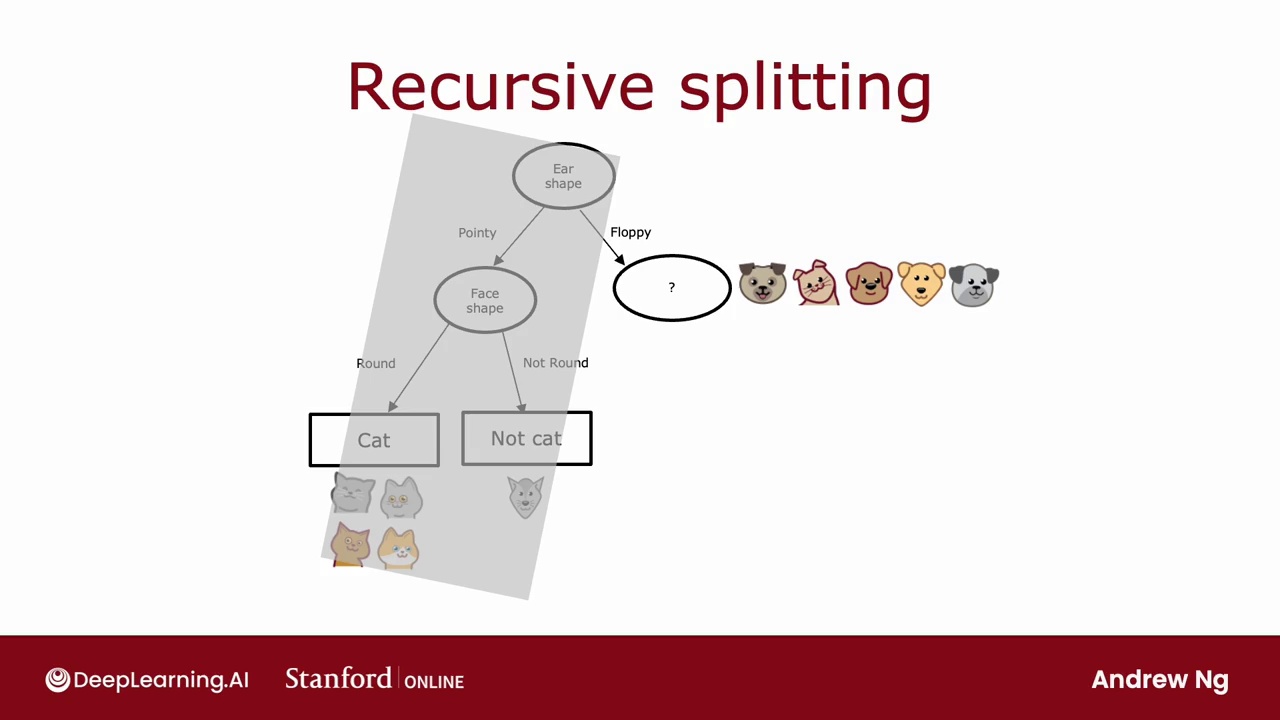 Recursive splitting
Ear
shape
Pointy
Floppy
?
Face
shape
Round
Not Round
Cat
Not cat
DeepLearning.AI
Stanford ONLINE
Andrew Ng